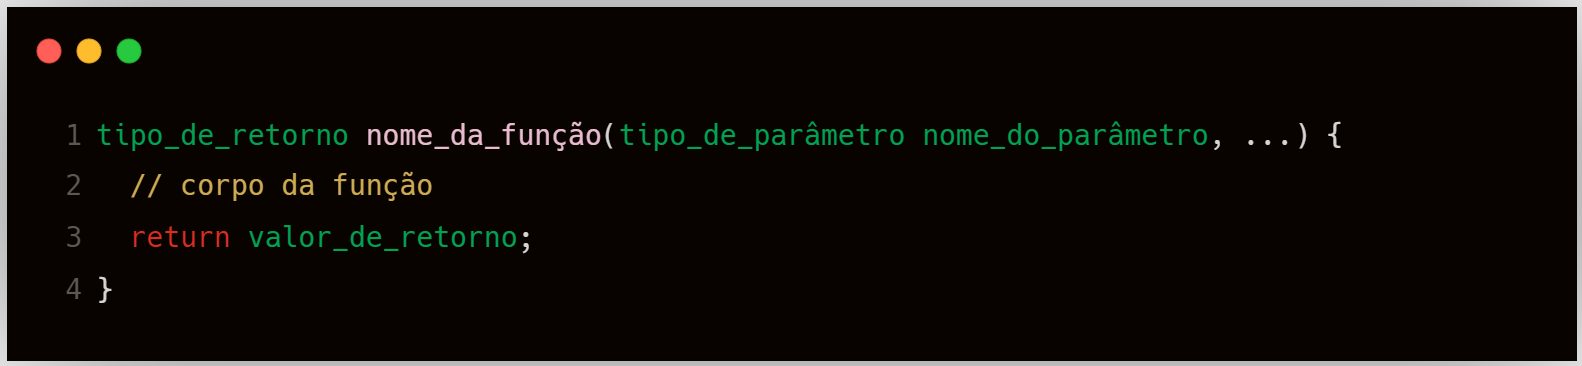 1 tipo_de_retorno nome_da_função(tipo_de_parâmetro nome_do_parâmetro, ...) {
2 // corpo da função
3 return valor_de_retorno;
4 }